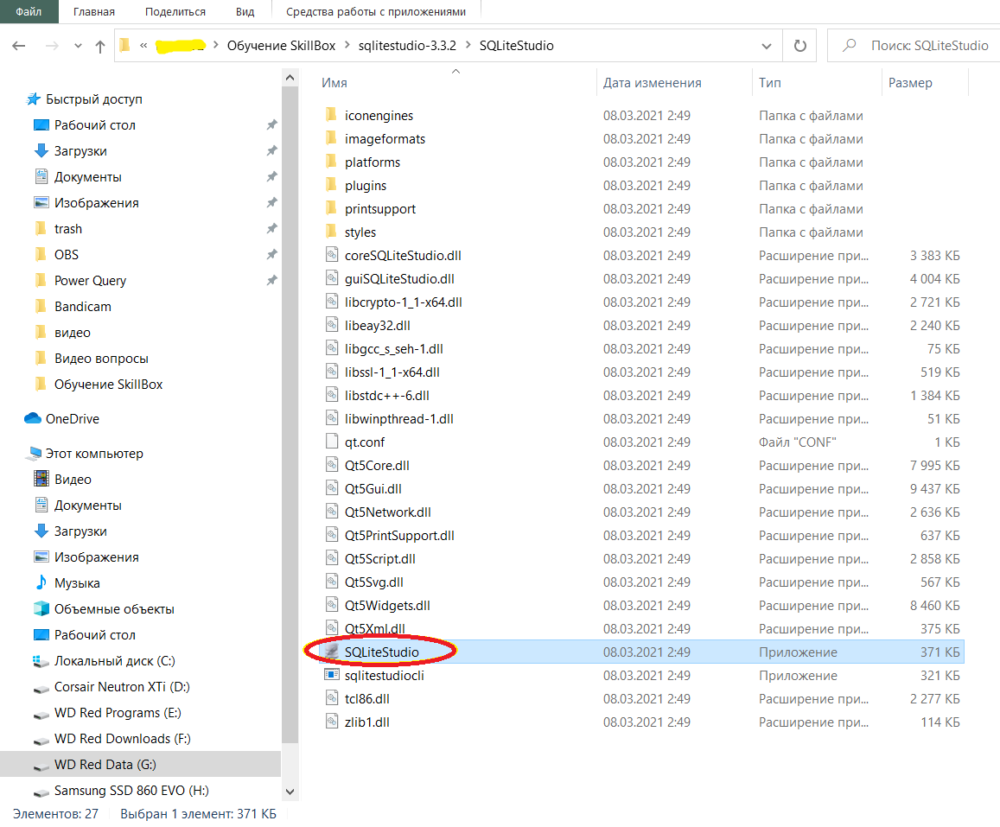 Файл Главная Поделиться Вид Средства работы с приложениями
« Обучение SkillBox > sqlitestudio-3.3.2 > SQLiteStudio Поиск: SQLiteStudio
Быстрый доступ
Рабочий стол
Загрузки
Документы
Изображения
trash
OBS
Power Query
Bandicam
видео
Видео вопросы
Обучение SkillBox
OneDrive
Этот компьютер
Видео
Документы
Загрузки
Изображения
Музыка
Объемные объекты
Рабочий стол
Локальный диск (C:)
Corsair Neutron XTi (D:)
WD Red Programs (E:)
WD Red Downloads (F:)
WD Red Data (G:)
Samsung SSD 860 EVO (H:)
Имя Дата изменения Тип Размер
iconengines 08.03.2021 2:49 Папка с файлами
imageformats 08.03.2021 2:49 Папка с файлами
platforms 08.03.2021 2:49 Папка с файлами
plugins 08.03.2021 2:49 Папка с файлами
printsupport 08.03.2021 2:49 Папка с файлами
styles 08.03.2021 2:49 Папка с файлами
coreSQLiteStudio.dll 08.03.2021 2:49 Расширение при... 3 383 КБ
guiSQLiteStudio.dll 08.03.2021 2:49 Расширение при... 4 004 КБ
libcrypto-1_1-x64.dll 08.03.2021 2:49 Расширение при... 2 721 КБ
libeay32.dll 08.03.2021 2:49 Расширение при... 2 240 КБ
libgcc_s_seh-1.dll 08.03.2021 2:49 Расширение при... 75 КБ
libssl-1_1-x64.dll 08.03.2021 2:49 Расширение при... 519 КБ
libstdc++-6.dll 08.03.2021 2:49 Расширение при... 1 384 КБ
libwinpthread-1.dll 08.03.2021 2:49 Расширение при... 51 КБ
qt.conf 08.03.2021 2:49 Файл "CONF" 1 КБ
Qt5Core.dll 08.03.2021 2:49 Расширение при... 7 995 КБ
Qt5Gui.dll 08.03.2021 2:49 Расширение при... 9 437 КБ
Qt5Network.dll 08.03.2021 2:49 Расширение при... 2 636 КБ
Qt5PrintSupport.dll 08.03.2021 2:49 Расширение при... 637 КБ
Qt5Script.dll 08.03.2021 2:49 Расширение при... 2 858 КБ
Qt5Svg.dll 08.03.2021 2:49 Расширение при... 567 КБ
Qt5Widgets.dll 08.03.2021 2:49 Расширение при... 8 460 КБ
Qt5Xml.dll 08.03.2021 2:49 Расширение при... 375 КБ
SQLiteStudio 08.03.2021 2:49 Приложение 371 КБ
sqlitestudiocli 08.03.2021 2:49 Приложение 321 КБ
tcl86.dll 08.03.2021 2:49 Расширение при... 2 277 КБ
zlib1.dll 08.03.2021 2:49 Расширение при... 114 КБ
Элементов: 27 Выбран 1 элемент: 371 КБ